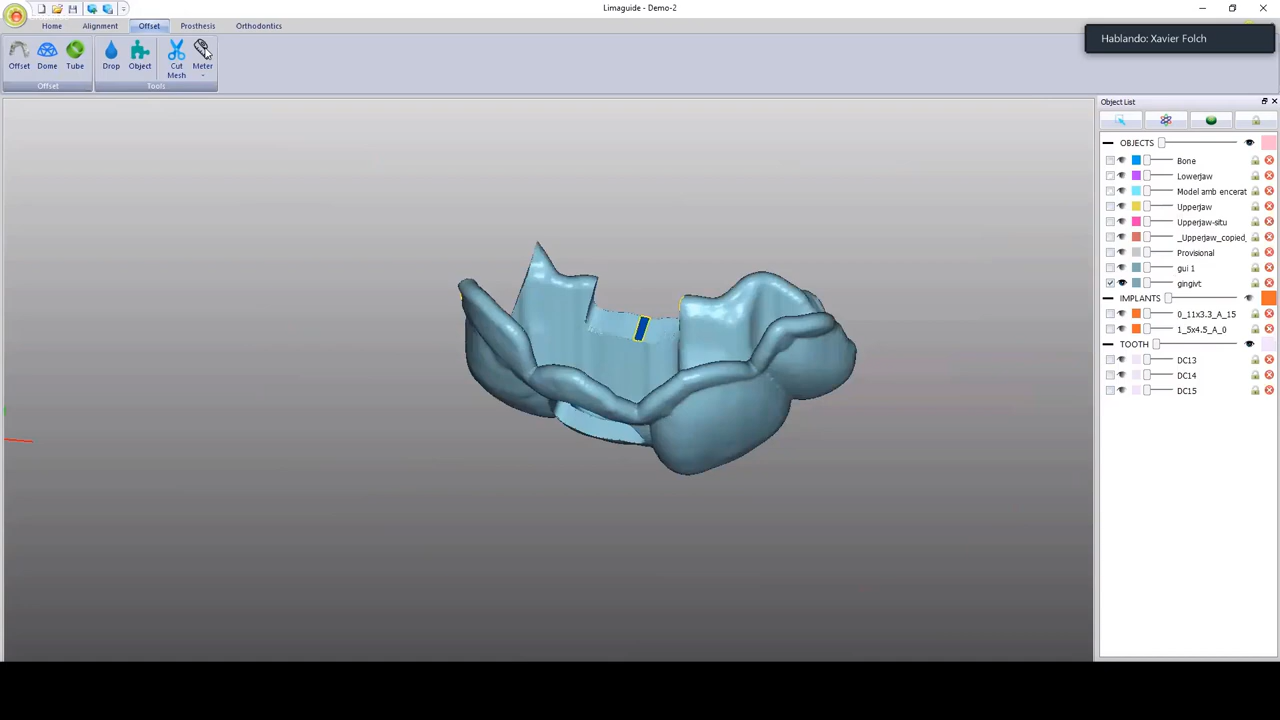 Limaguide - Demo-2
Home Alignment Offset Prosthesis Orthodontics
Hablando: Xavier Folch
Offset Dome Tube Drop Object Cut Mesh Meter
Offset Tools
Object List
OBJECTS
Bone
Lowerjaw
Model amb encerat
Upperjaw
Upperjaw-situ
_Upperjaw_copied_
Provisional
gui 1
gingivt
IMPLANTS
0_11x3.3_A_15
1_5x4.5_A_0
TOOTH
DC13
DC14
DC15